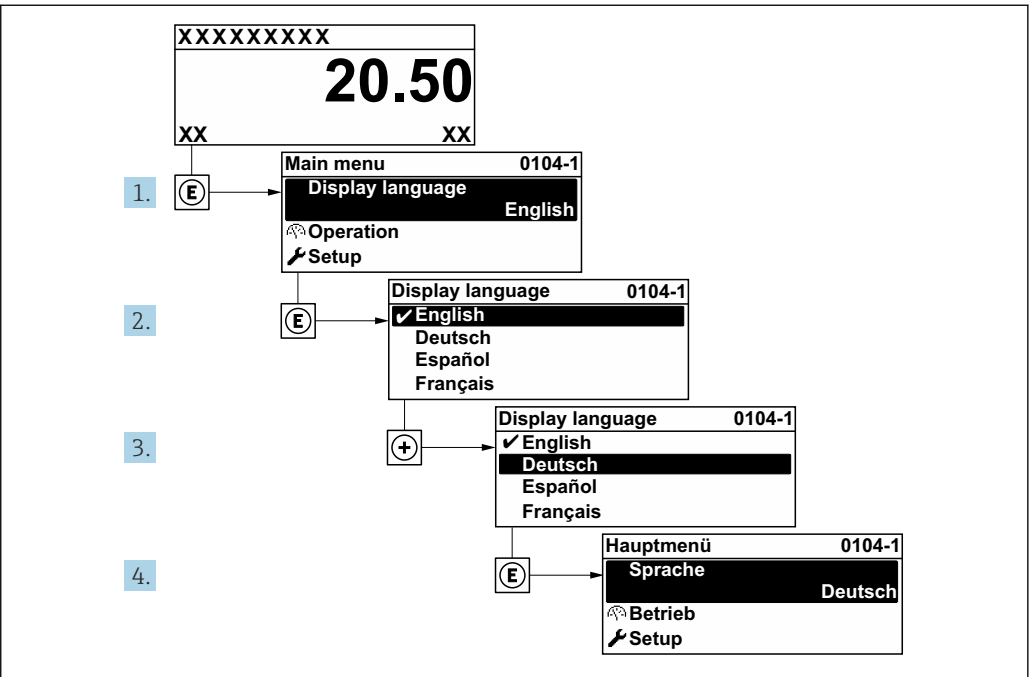 XXXXXXXXX
20.50
XX XX
1. E
Main menu 0104-1
Display language
English
Operation
Setup
2. E
Display language 0104-1
✔English
Deutsch
Español
Français
3. +
Display language 0104-1
✔English
Deutsch
Español
Français
4. E
Hauptmenü 0104-1
Sprache
Deutsch
Betrieb
Setup